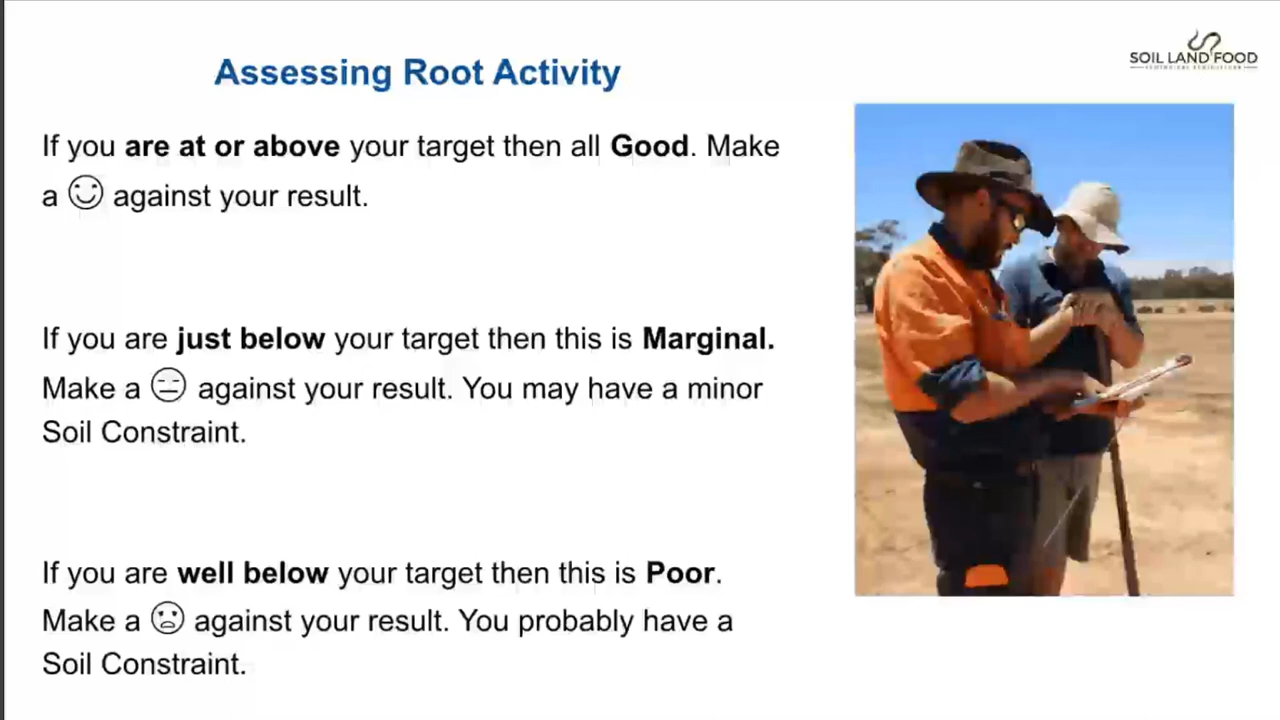 Assessing Root Activity
SOIL LAND FOOD
If you are at or above your target then all Good. Make
a ☺ against your result.
If you are just below your target then this is Marginal.
Make a 😑 against your result. You may have a minor
Soil Constraint.
If you are well below your target then this is Poor.
Make a ☹ against your result. You probably have a
Soil Constraint.